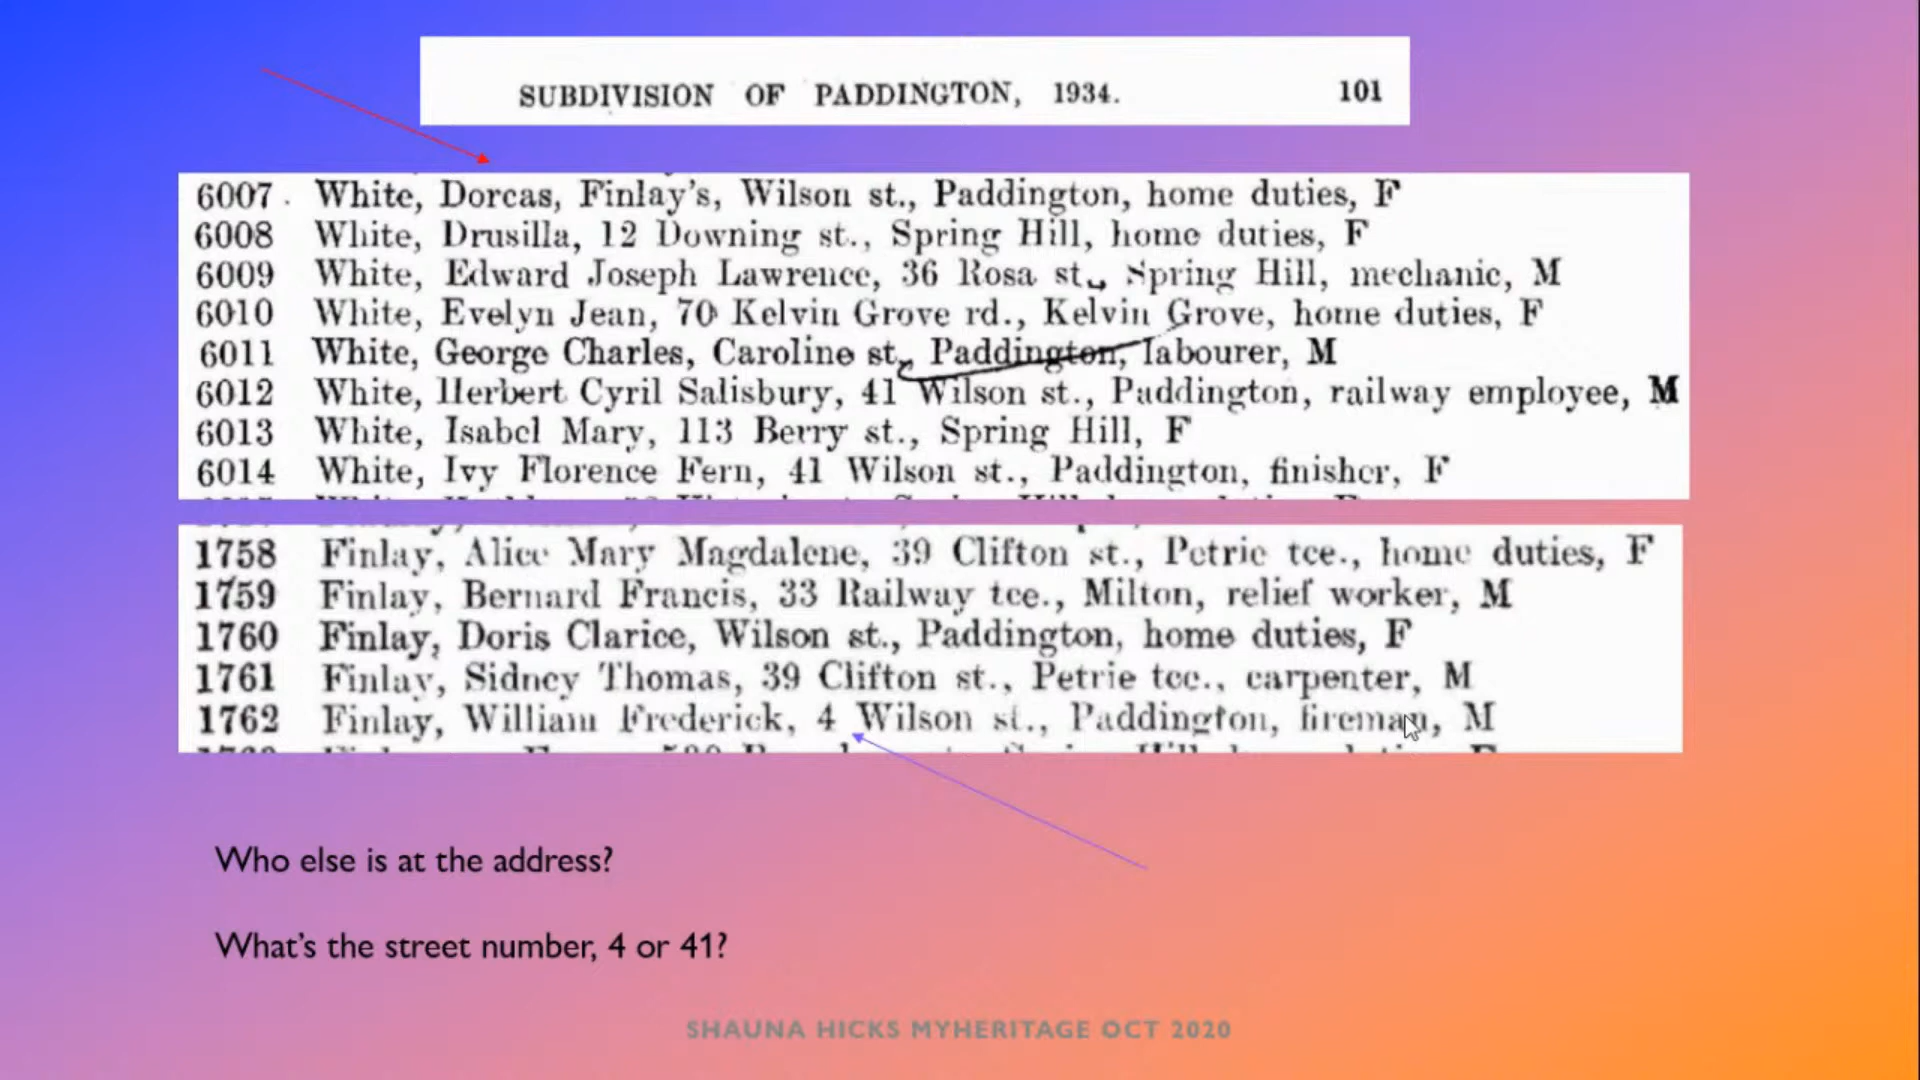 SUBDIVISION OF PADDINGTON, 1934. 101
6007 White, Dorcas, Finlay's, Wilson st., Paddington, home duties, F
6008 White, Drusilla, 12 Downing st., Spring Hill, home duties, F
6009 White, Edward Joseph Lawrence, 36 Rosa st., Spring Hill, mechanic, M
6010 White, Evelyn Jean, 70 Kelvin Grove rd., Kelvin Grove, home duties, F
6011 White, George Charles, Caroline st., Paddington, labourer, M
6012 White, Herbert Cyril Salisbury, 41 Wilson st., Paddington, railway employee, M
6013 White, Isabel Mary, 113 Berry st., Spring Hill, F
6014 White, Ivy Florence Fern, 41 Wilson st., Paddington, finisher, F
1758 Finlay, Alice Mary Magdalene, 39 Clifton st., Petrie tce., home duties, F
1759 Finlay, Bernard Francis, 33 Railway tce., Milton, relief worker, M
1760 Finlay, Doris Clarice, Wilson st., Paddington, home duties, F
1761 Finlay, Sidney Thomas, 39 Clifton st., Petrie tce., carpenter, M
1762 Finlay, William Frederick, 4 Wilson st., Paddington, fireman, M
Who else is at the address?
What's the street number, 4 or 41?
SHAUNA HICKS MYHERITAGE OCT 2020